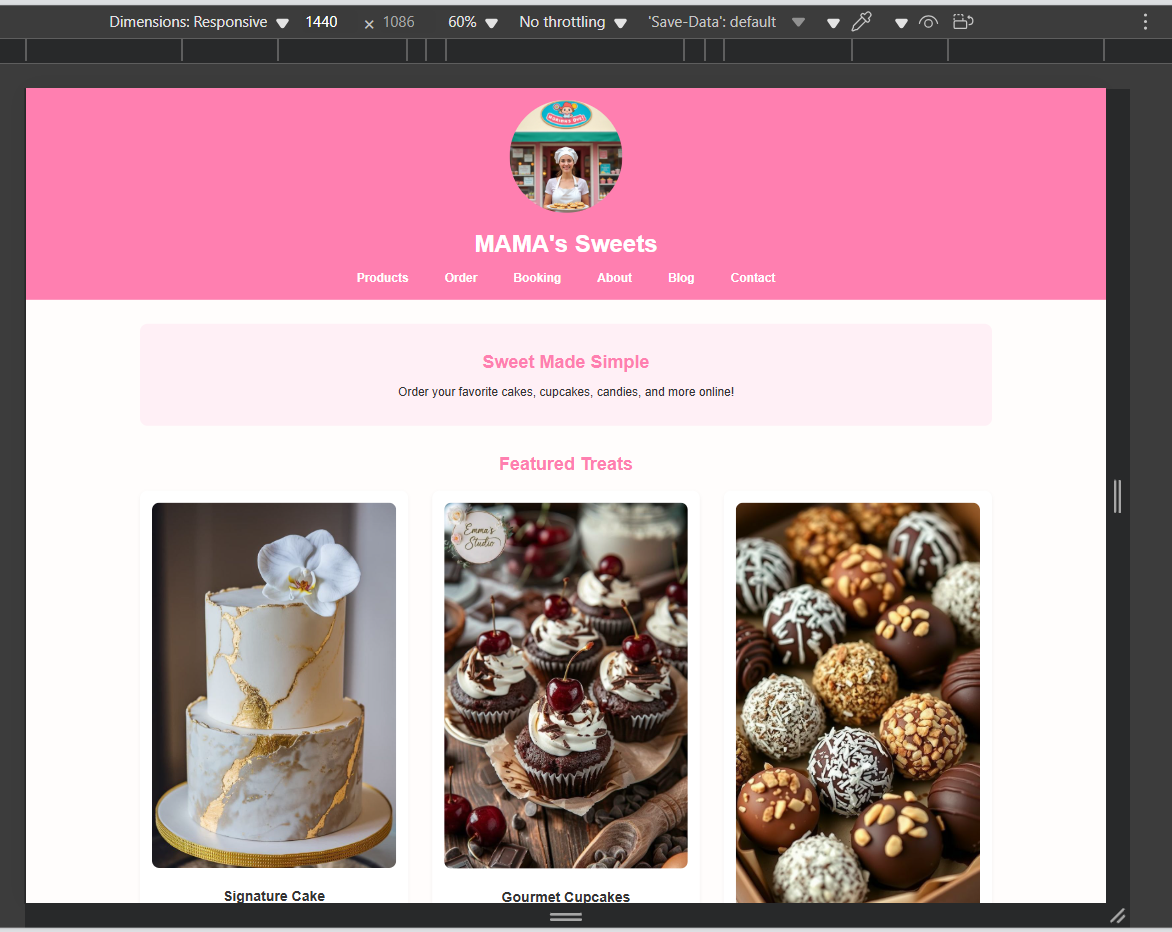 Dimensions: Responsive 1440 × 1086 60% No throttling 'Save-Data': default
MAMA's Sweets
Products Order Booking About Blog Contact
Sweet Made Simple
Order your favorite cakes, cupcakes, candies, and more online!
Featured Treats
Emma's
Studio
Signature Cake
Gourmet Cupcakes